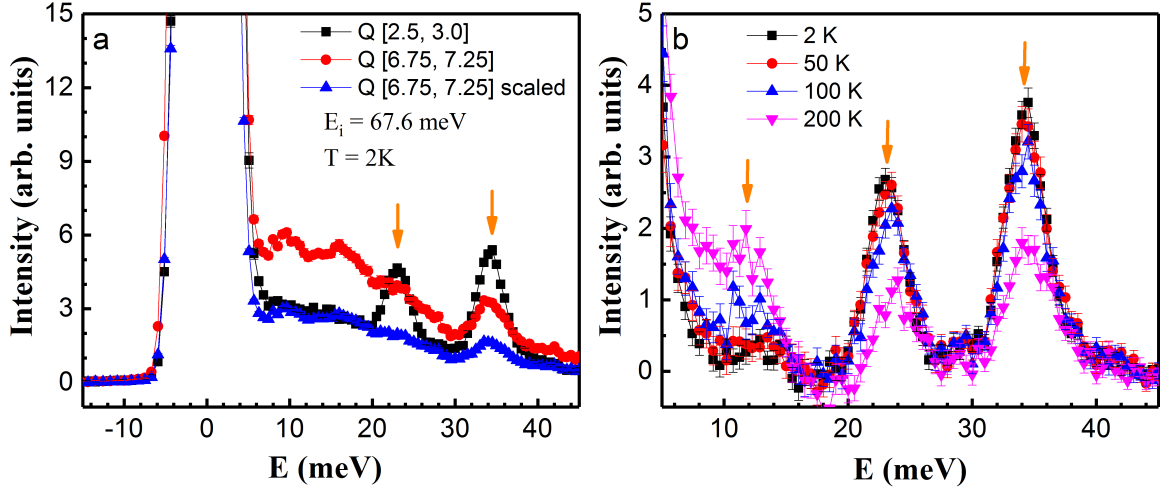 a
Q [2.5, 3.0]
Q [6.75, 7.25]
Q [6.75, 7.25] scaled
Ei = 67.6 meV
T = 2K
15
12
9
6
3
0
-10
0
10
20
30
40
Intensity (arb. units)
E (meV)
b
2 K
50 K
100 K
200 K
5
4
3
2
1
0
10
20
30
40
Intensity (arb. units)
E (meV)